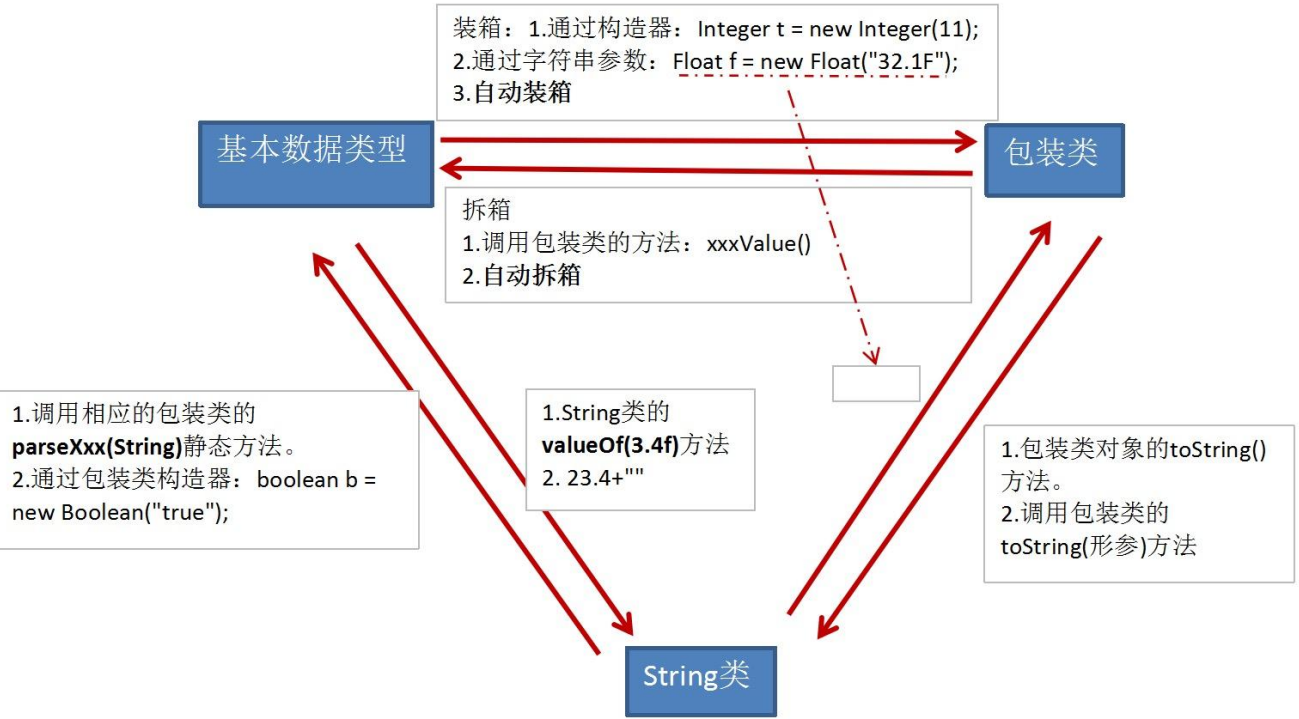 装箱：1.通过构造器：Integer t = new Integer(11);
2.通过字符串参数：Float f = new Float("32.1F");
3.自动装箱
基本数据类型
包装类
拆箱
1.调用包装类的方法：xxxValue()
2.自动拆箱
1.调用相应的包装类的
parseXxx(String)静态方法。
2.通过包装类构造器：boolean b =
new Boolean("true");
1.String类的
valueOf(3.4f)方法
2. 23.4+""
1.包装类对象的toString()
方法。
2.调用包装类的
toString(形参)方法
String类